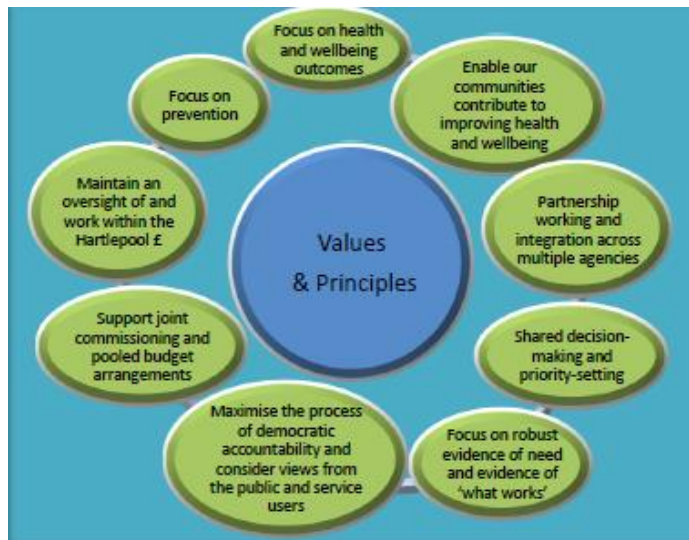 Focus on health
and wellbeing
outcomes
Enable our
communities
contribute to
improving health
and wellbeing
Partnership
working and
integration across
multiple agencies
Shared decision-
making and
priority-setting
Focus on robust
evidence of need
and evidence of
‘what works’
Maximise the process
of democratic
accountability and
consider views from
the public and service
users
Support joint
commissioning and
pooled budget
arrangements
Maintain an
oversight of and
work within the
Hartlepool £
Focus on
prevention
Values
& Principles